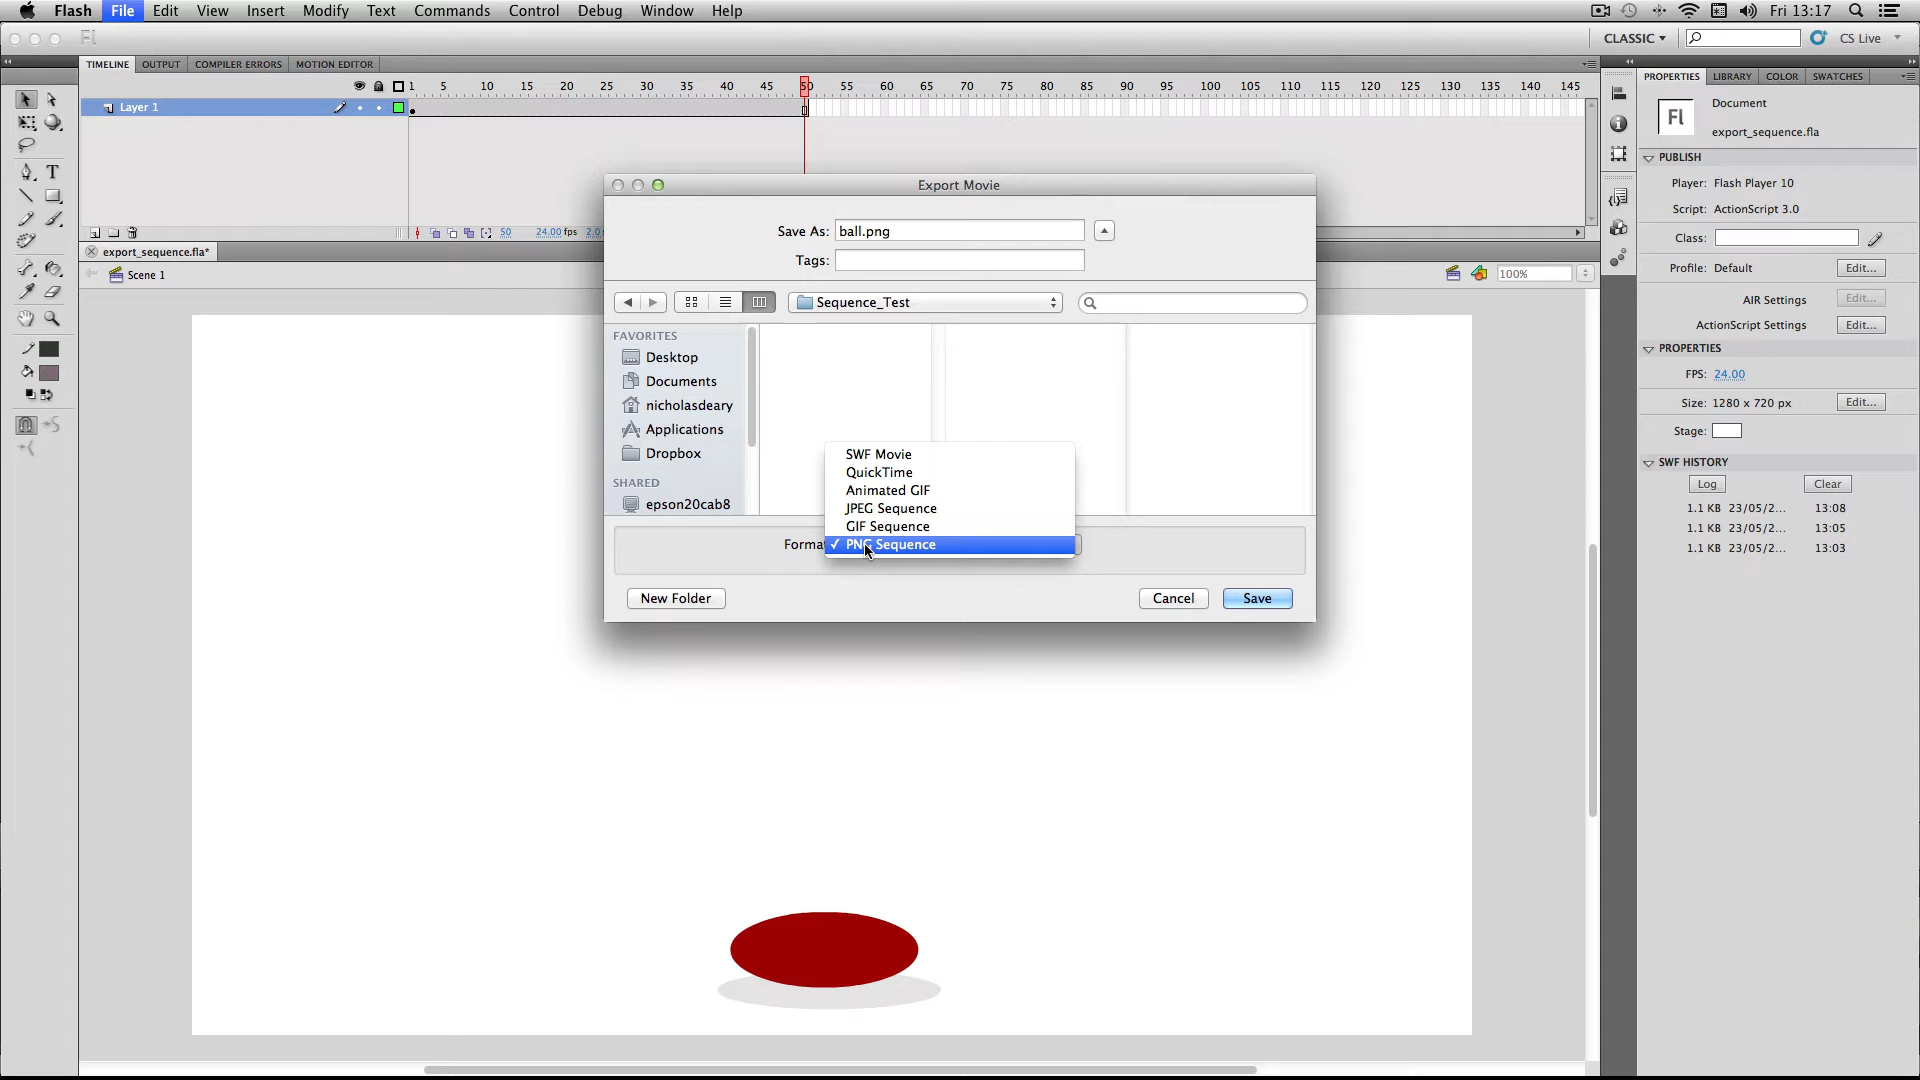 Flash File Edit View Insert Modify Text Commands Control Debug Window Help Fri 13:17
Fl CLASSIC CS Live
TIMELINE OUTPUT COMPILER ERRORS MOTION EDITOR
PROPERTIES LIBRARY COLOR SWATCHES
1 5 10 15 20 25 30 35 40 45 50 55 60 65 70 75 80 85 90 95 100 105 110 115 120 125 130 135 140 145
Layer 1
Fl
Document
export_sequence.fla
PUBLISH
Player: Flash Player 10
Script: ActionScript 3.0
Class:
Profile: Default Edit...
AIR Settings Edit...
ActionScript Settings Edit...
PROPERTIES
FPS: 24.00
Size: 1280 x 720 px Edit...
Stage:
SWF HISTORY
Log Clear
1.1 KB 23/05/2... 13:08
1.1 KB 23/05/2... 13:05
1.1 KB 23/05/2... 13:03
50 24.00 fps
export_sequence.fla*
Scene 1
100%
Export Movie
Save As: ball.png
Tags:
Sequence_Test
FAVORITES
Desktop
Documents
nicholasdeary
Applications
Dropbox
SHARED
epson20cab8
SWF Movie
QuickTime
Animated GIF
JPEG Sequence
GIF Sequence
Format ✓ PNG Sequence
New Folder Cancel Save